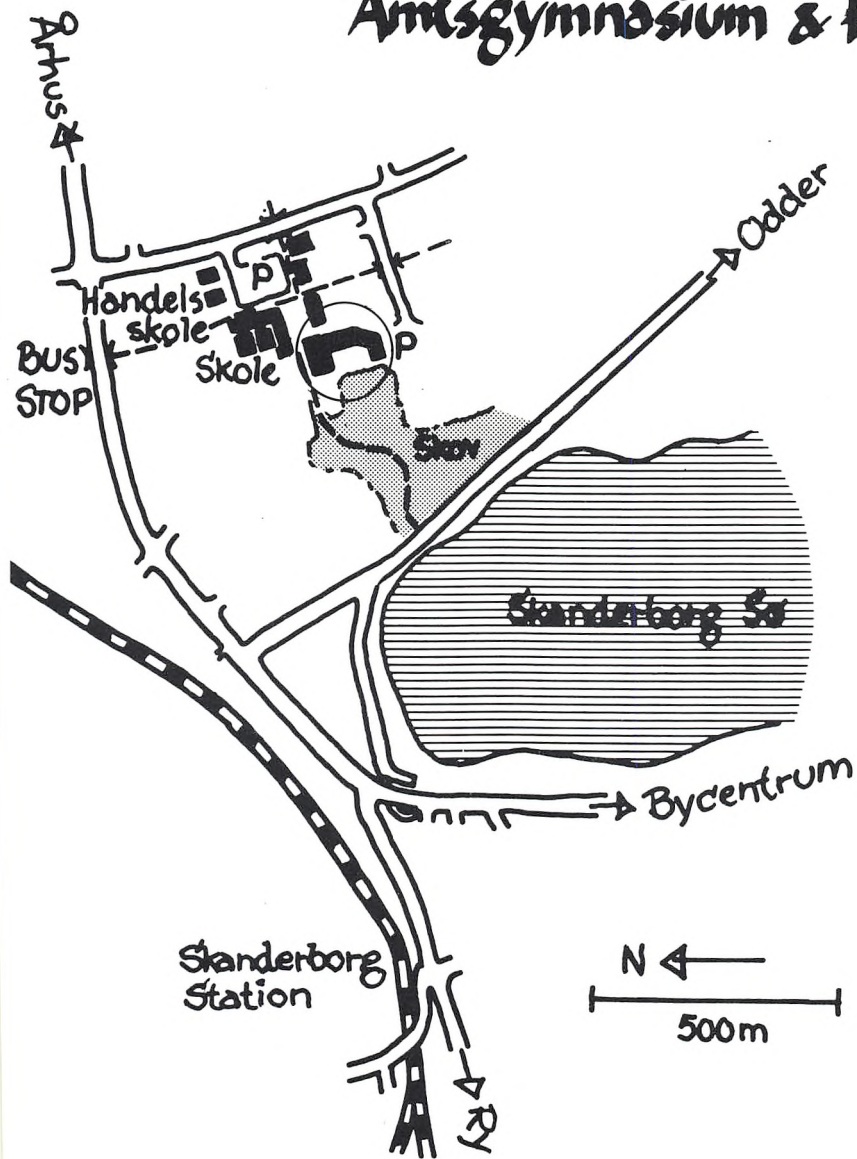 Amtsgymnasium &
Århus
Odder
P
Handels
skole
BUS
STOP
Skole
P
Skov
Skanderborg Sø
Bycentrum
Skanderborg
Station
N
500m
Ry